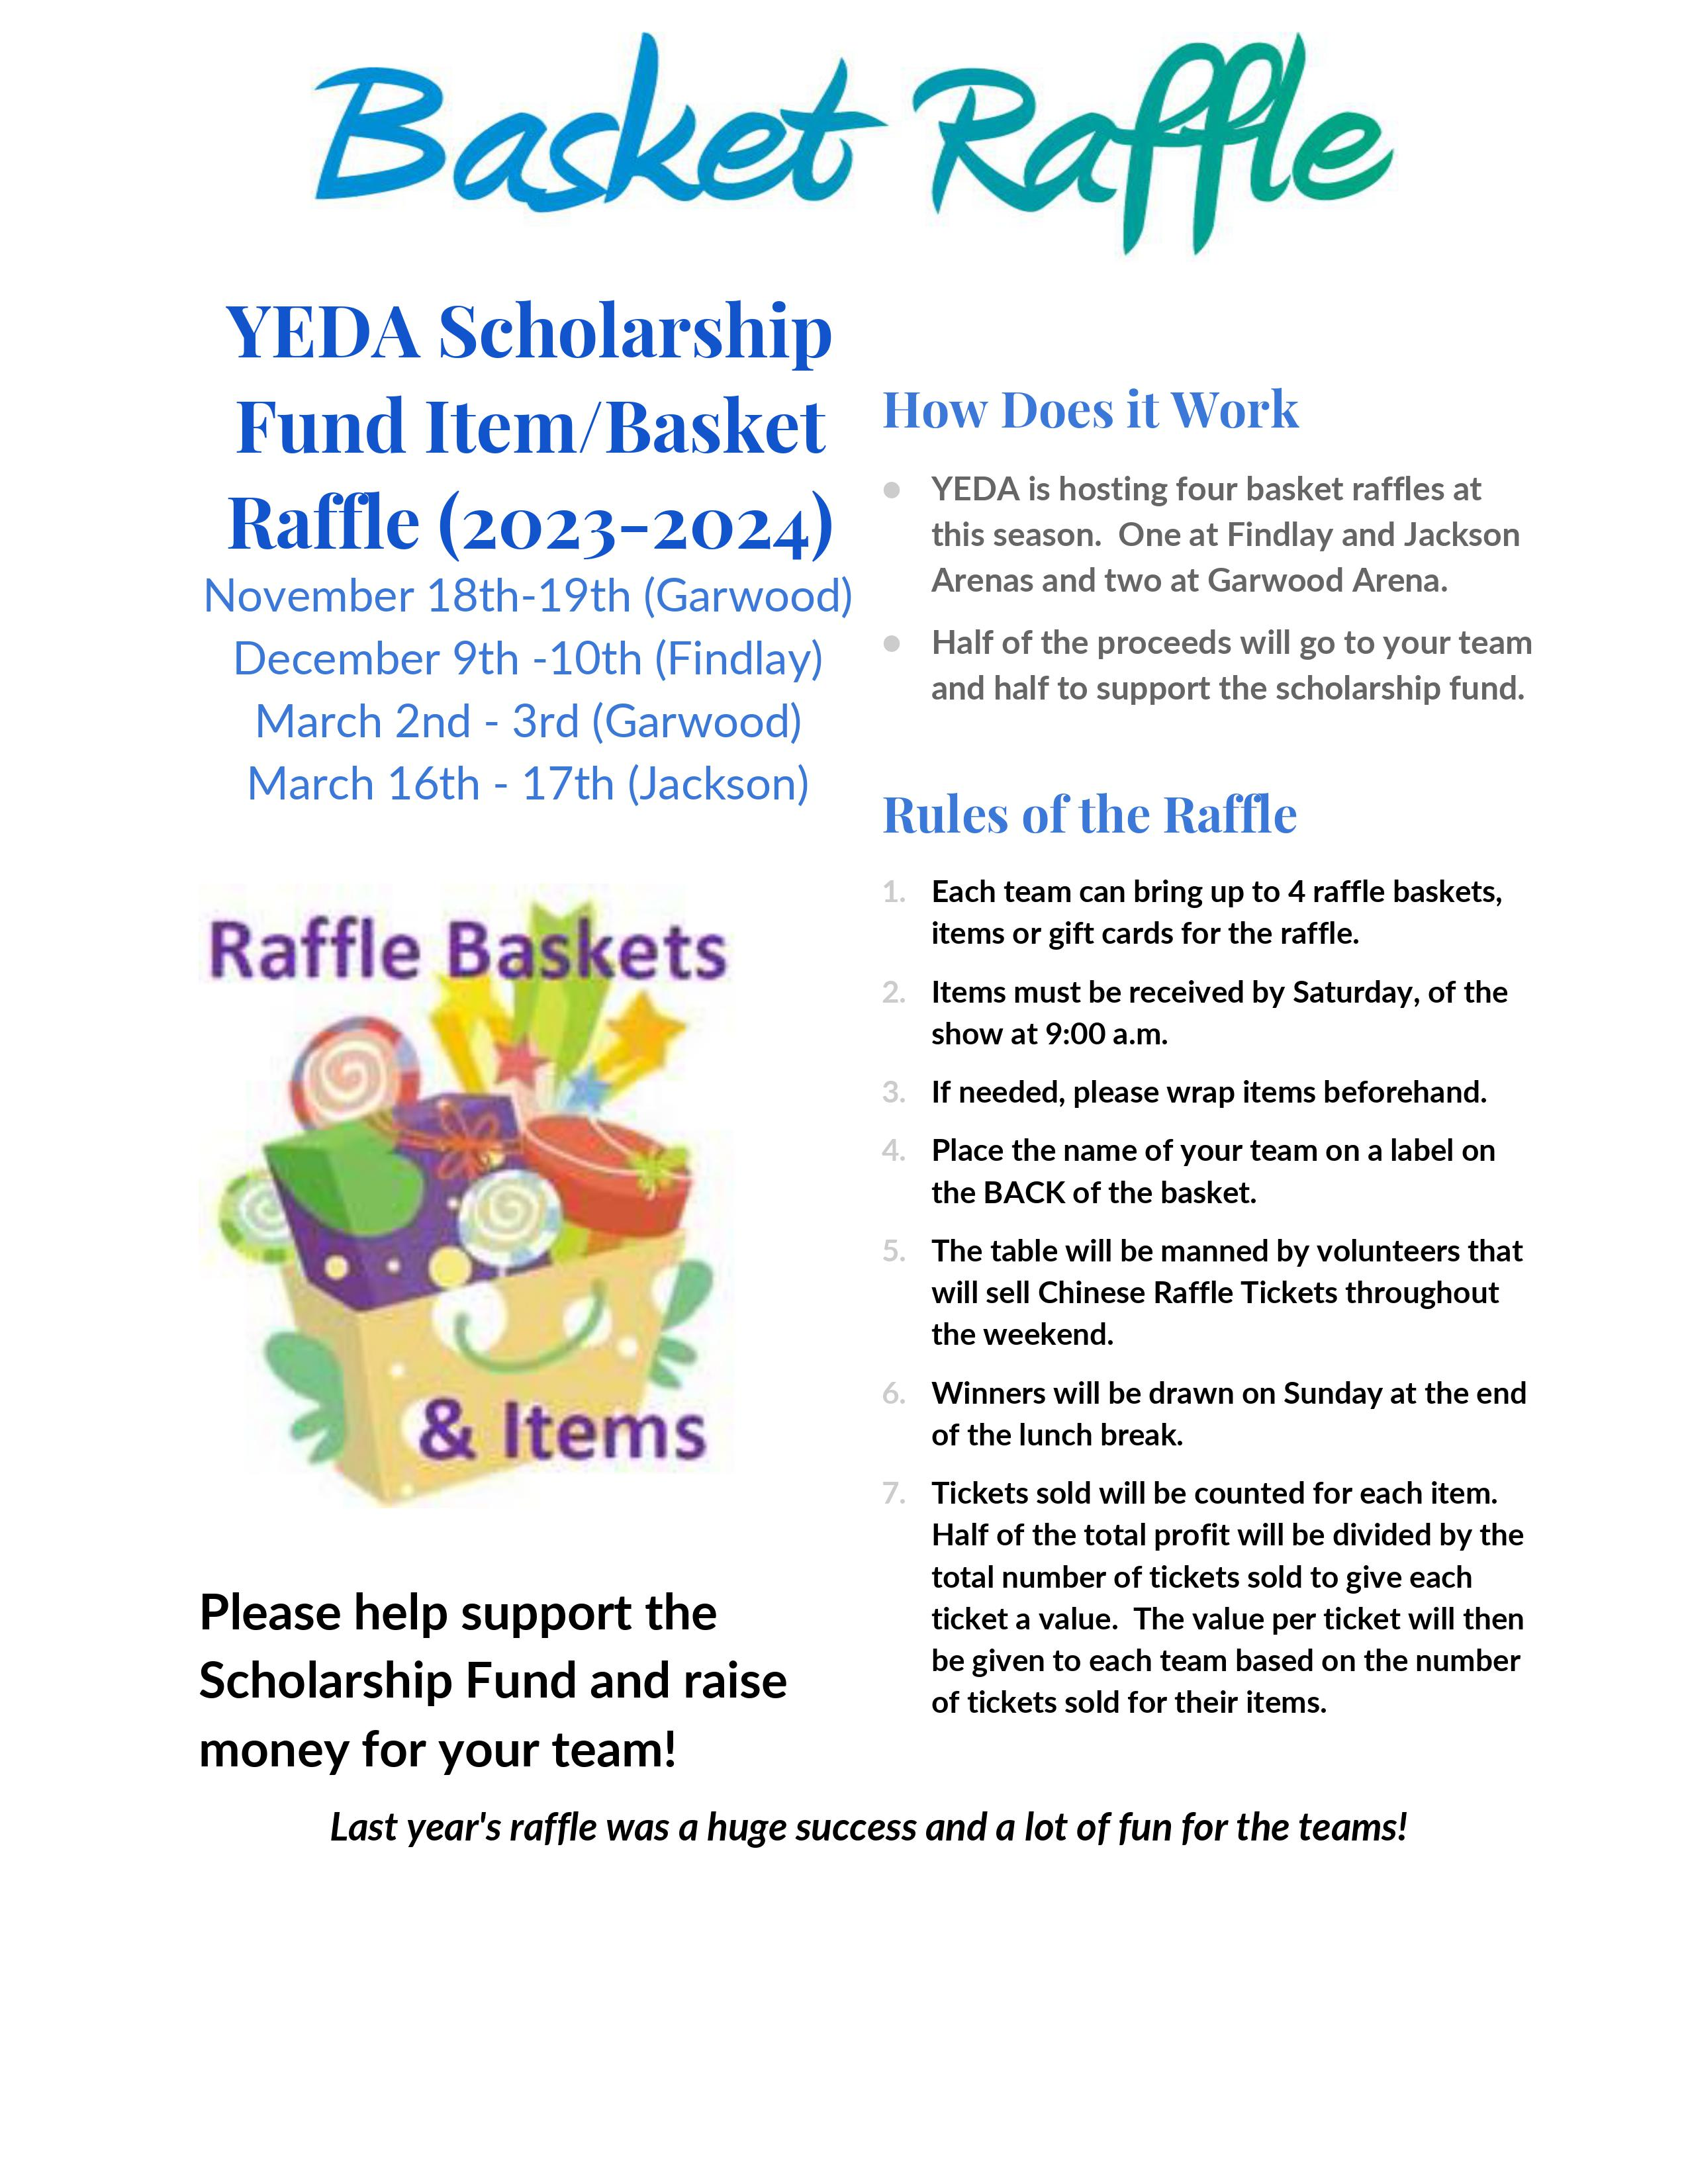 Basket Raffle
YEDA Scholarship
Fund Item/Basket
Raffle (2023-2024)
November 18th-19th (Garwood)
December 9th -10th (Findlay)
March 2nd - 3rd (Garwood)
March 16th - 17th (Jackson)
Raffle Baskets
& Items
Please help support the
Scholarship Fund and raise
money for your team!
How Does it Work
● YEDA is hosting four basket raffles at
this season.  One at Findlay and Jackson
Arenas and two at Garwood Arena.
● Half of the proceeds will go to your team
and half to support the scholarship fund.
Rules of the Raffle
1. Each team can bring up to 4 raffle baskets,
items or gift cards for the raffle.
2. Items must be received by Saturday, of the
show at 9:00 a.m.
3. If needed, please wrap items beforehand.
4. Place the name of your team on a label on
the BACK of the basket.
5. The table will be manned by volunteers that
will sell Chinese Raffle Tickets throughout
the weekend.
6. Winners will be drawn on Sunday at the end
of the lunch break.
7. Tickets sold will be counted for each item.
Half of the total profit will be divided by the
total number of tickets sold to give each
ticket a value.  The value per ticket will then
be given to each team based on the number
of tickets sold for their items.
Last year's raffle was a huge success and a lot of fun for the teams!